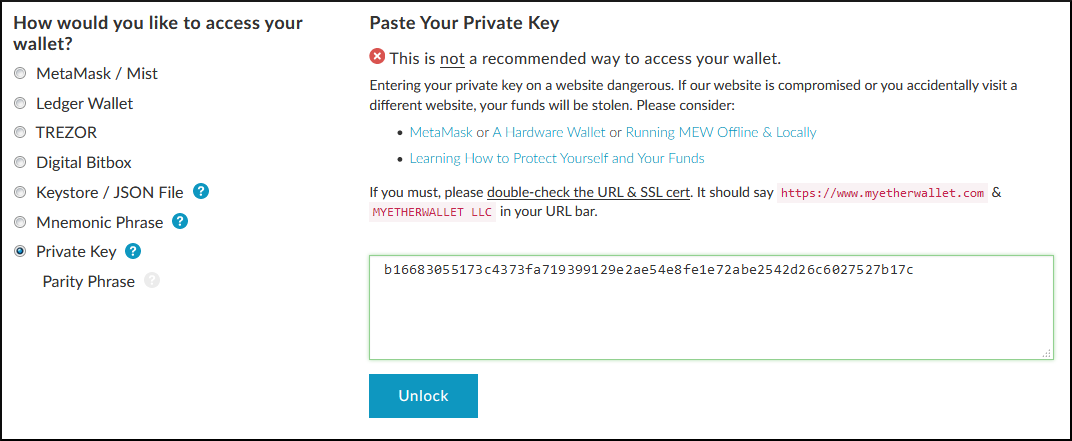 How would you like to access your
wallet?
MetaMask / Mist
Ledger Wallet
TREZOR
Digital Bitbox
Keystore / JSON File ?
Mnemonic Phrase ?
Private Key ?
Parity Phrase ?
Paste Your Private Key
This is not a recommended way to access your wallet.
Entering your private key on a website dangerous. If our website is compromised or you accidentally visit a
different website, your funds will be stolen. Please consider:
• MetaMask or A Hardware Wallet or Running MEW Offline & Locally
• Learning How to Protect Yourself and Your Funds
If you must, please double-check the URL & SSL cert. It should say https://www.myetherwallet.com &
MYETHERWALLET LLC in your URL bar.
b16683055173c4373fa719399129e2ae54e8fe1e72abe2542d26c6027527b17c
Unlock